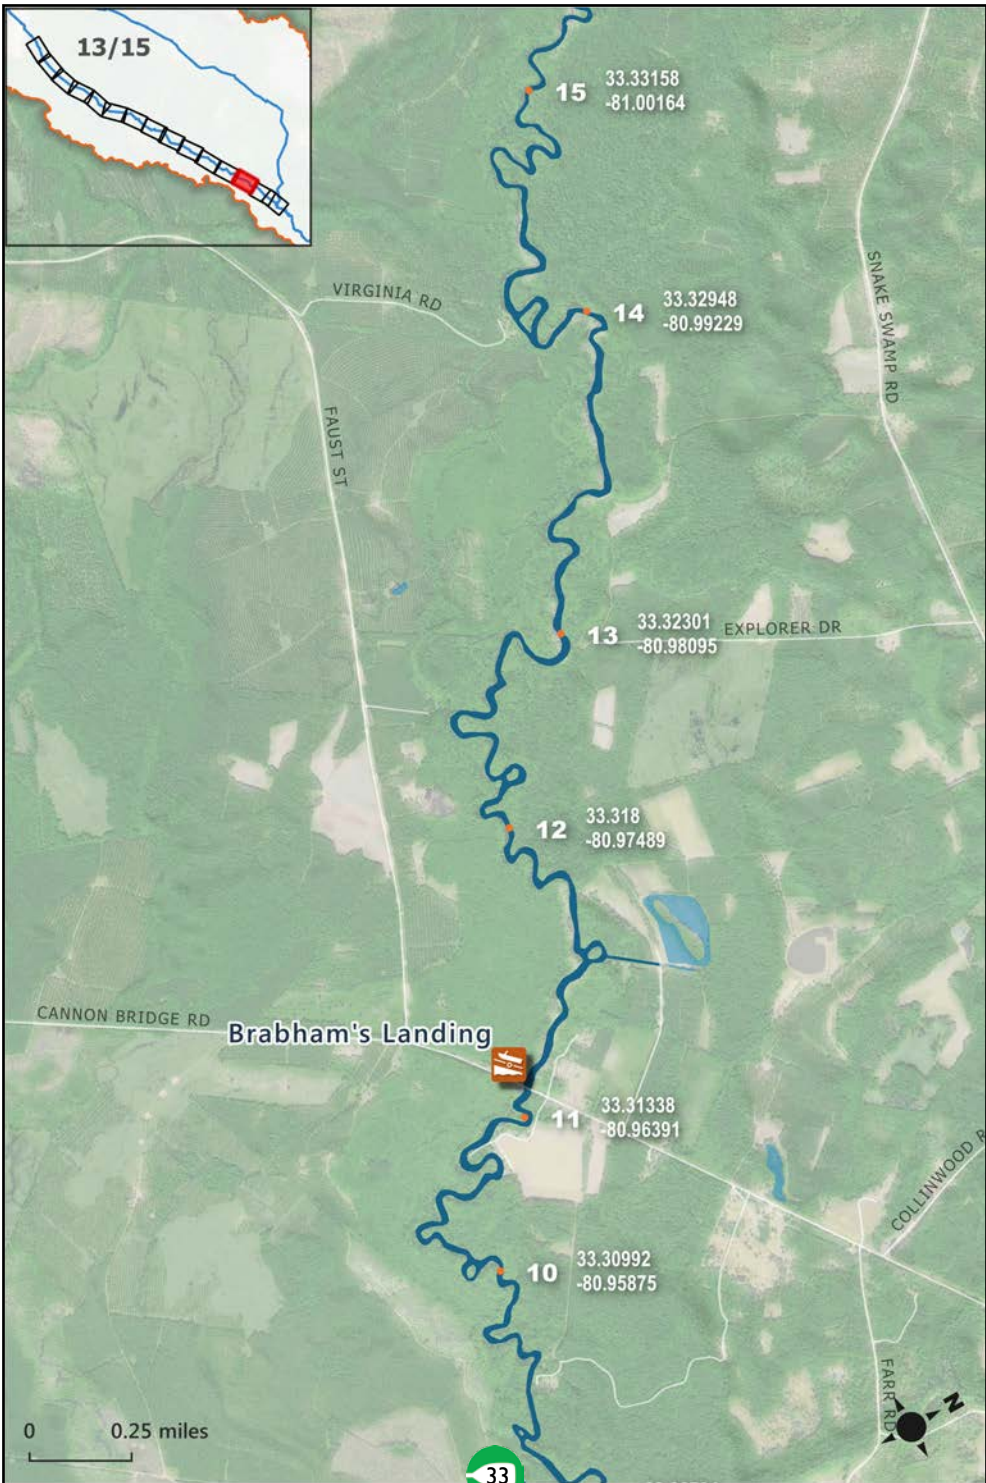 13/15
15
33.33158
-81.00164
VIRGINIA RD
14
33.32948
-80.99229
SNAKE SWAMP RD
FAUST ST
13
33.32301
-80.98095
EXPLORER DR
12
33.318
-80.97489
CANNON BRIDGE RD
Brabham's Landing
11
33.31338
-80.96391
COLLINWOOD R
10
33.30992
-80.95875
FARR RD
N
0 0.25 miles
33